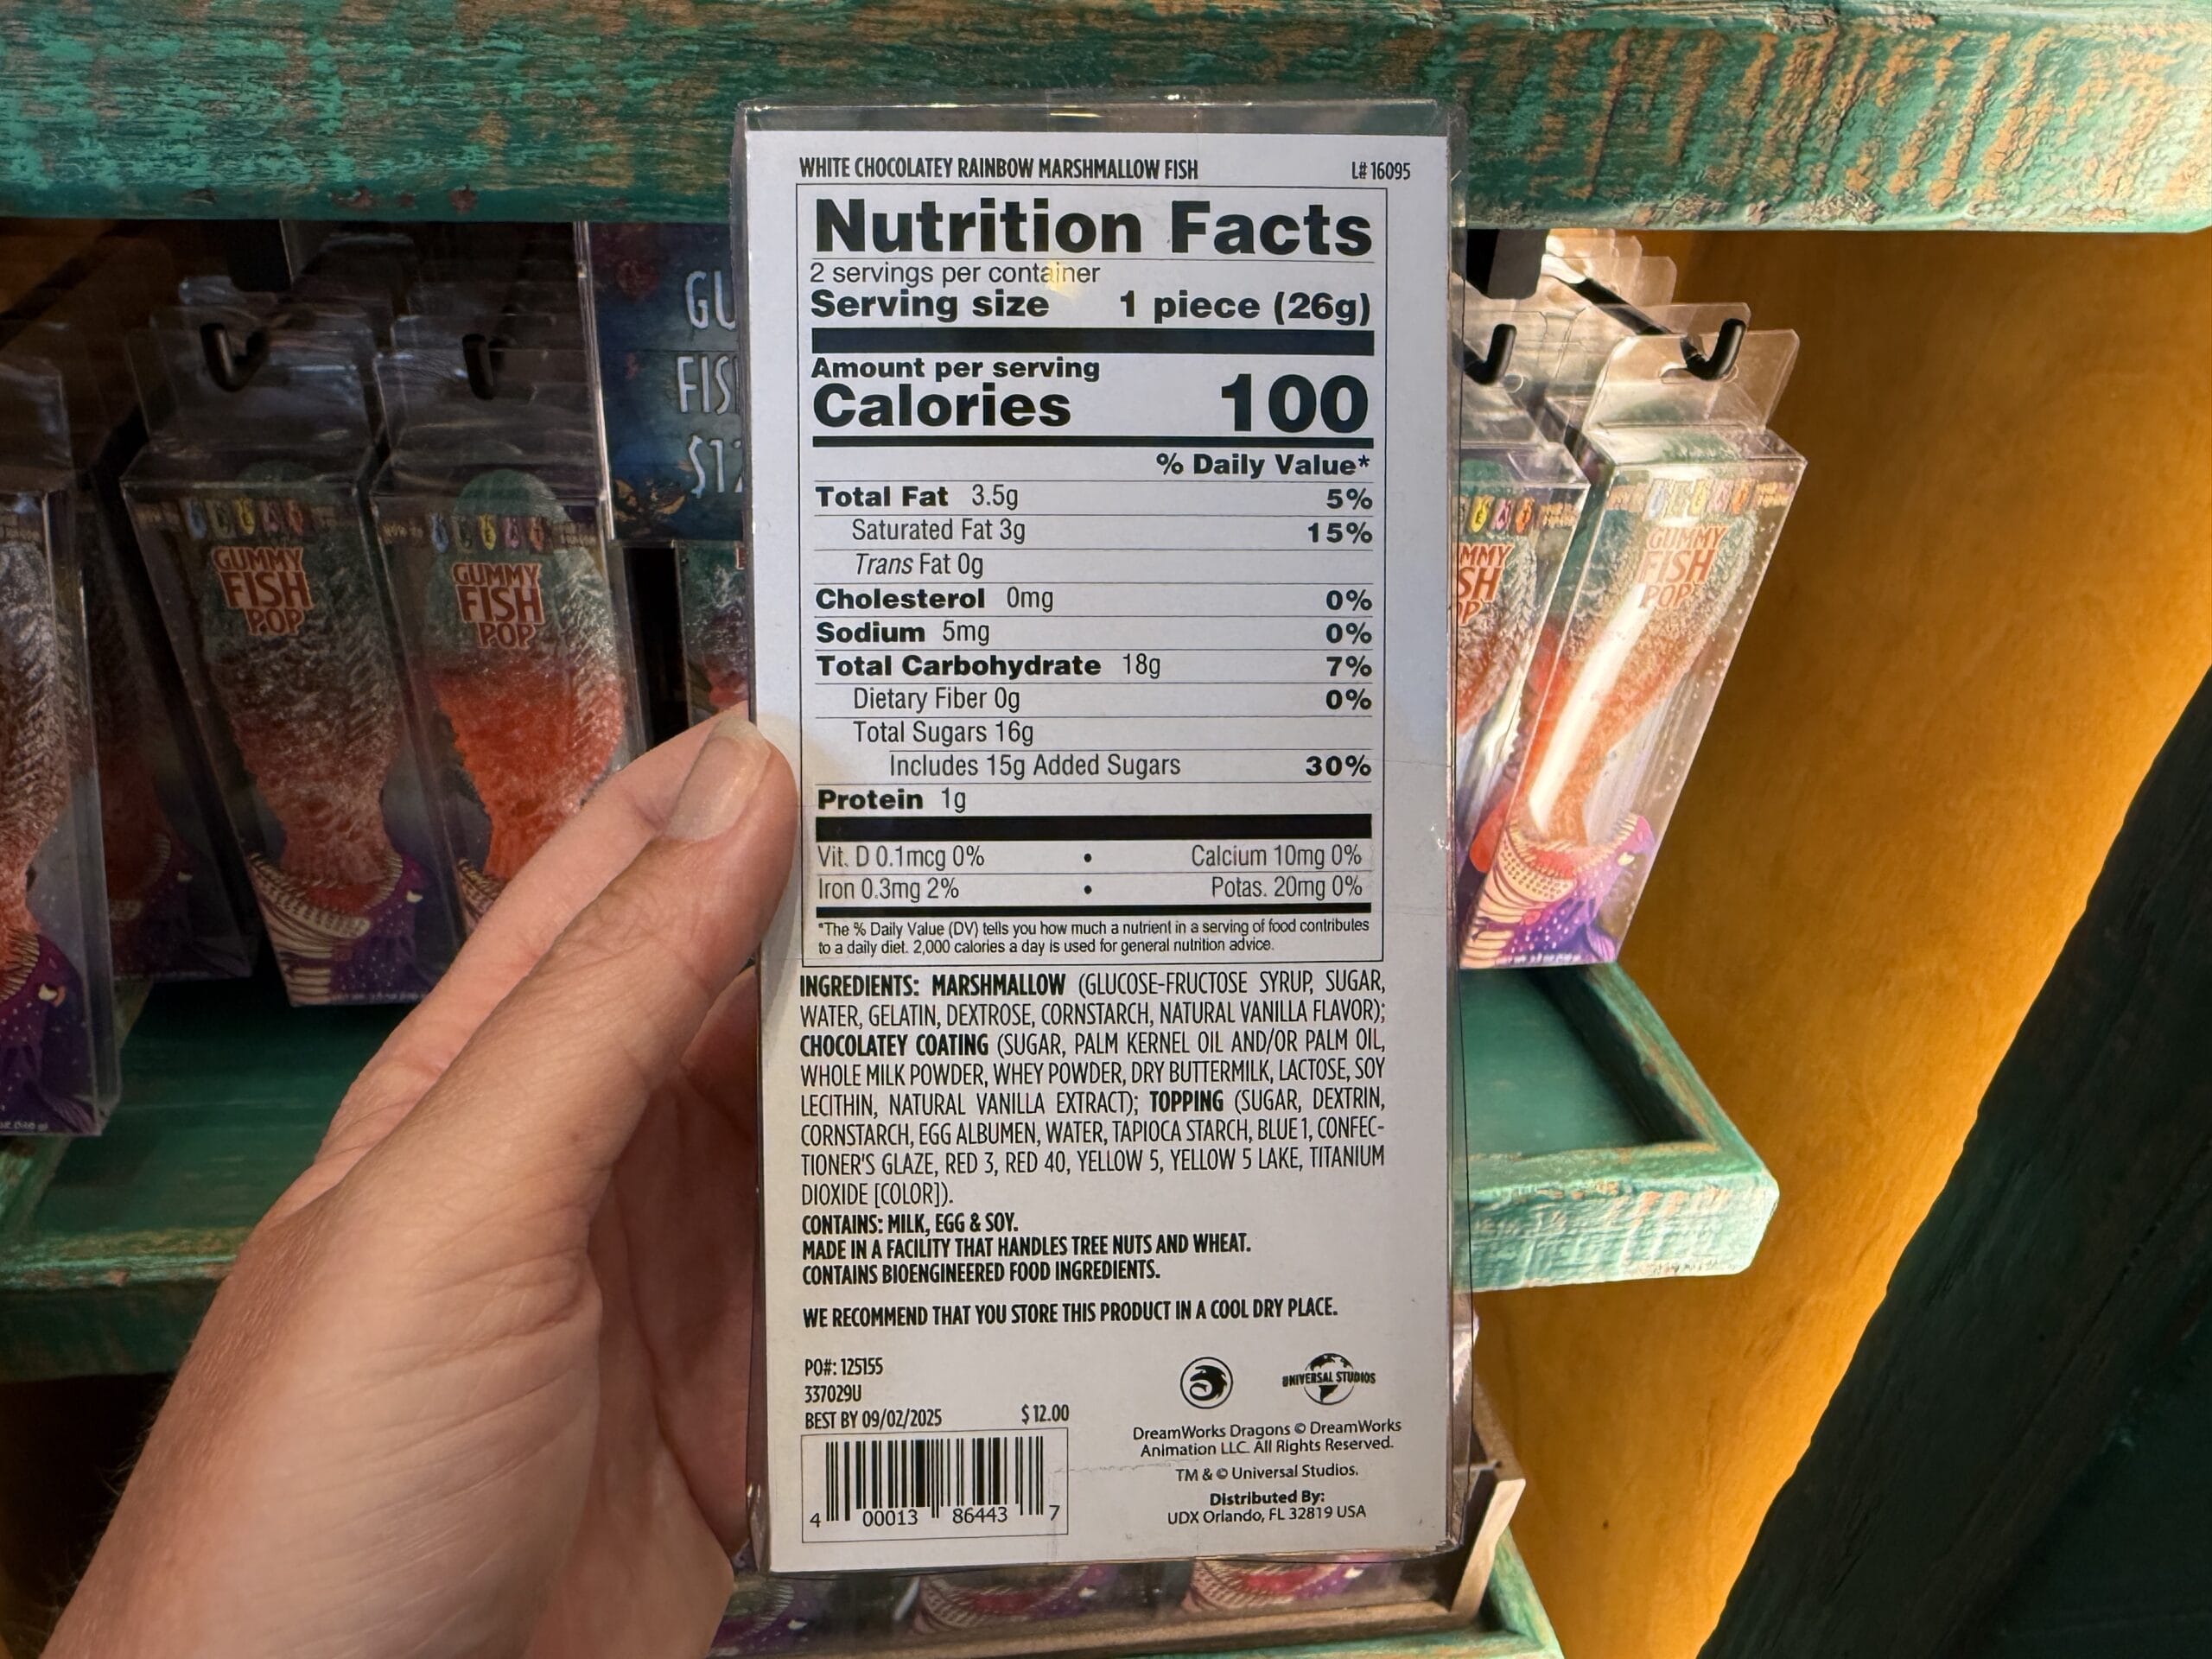 WHITE CHOCOLATEY RAINBOW MARSHMALLOW FISH L# 16095
Nutrition Facts
2 servings per container
Serving size 1 piece (26g)
Amount per serving
Calories 100
% Daily Value*
Total Fat 3.5g 5%
Saturated Fat 3g 15%
Trans Fat 0g
Cholesterol 0mg 0%
Sodium 5mg 0%
Total Carbohydrate 18g 7%
Dietary Fiber 0g 0%
Total Sugars 16g
Includes 15g Added Sugars 30%
Protein 1g
Vit. D 0.1mcg 0% • Calcium 10mg 0%
Iron 0.3mg 2% • Potas. 20mg 0%
*The % Daily Value (DV) tells you how much a nutrient in a serving of food contributes
to a daily diet. 2,000 calories a day is used for general nutrition advice.
INGREDIENTS: MARSHMALLOW (GLUCOSE-FRUCTOSE SYRUP, SUGAR,
WATER, GELATIN, DEXTROSE, CORNSTARCH, NATURAL VANILLA FLAVOR);
CHOCOLATEY COATING (SUGAR, PALM KERNEL OIL AND/OR PALM OIL,
WHOLE MILK POWDER, WHEY POWDER, DRY BUTTERMILK, LACTOSE, SOY
LECITHIN, NATURAL VANILLA EXTRACT); TOPPING (SUGAR, DEXTRIN,
CORNSTARCH, EGG ALBUMEN, WATER, TAPIOCA STARCH, BLUE 1, CONFEC-
TIONER'S GLAZE, RED 3, RED 40, YELLOW 5, YELLOW 5 LAKE, TITANIUM
DIOXIDE [COLOR]).
CONTAINS: MILK, EGG & SOY.
MADE IN A FACILITY THAT HANDLES TREE NUTS AND WHEAT.
CONTAINS BIOENGINEERED FOOD INGREDIENTS.
WE RECOMMEND THAT YOU STORE THIS PRODUCT IN A COOL DRY PLACE.
PO#: 125155
337029U
BEST BY 09/02/2025 $ 12.00
4 00013 86443 7
UNIVERSAL STUDIOS
DreamWorks Dragons © DreamWorks
Animation LLC. All Rights Reserved.
TM & © Universal Studios.
Distributed By:
UDX Orlando, FL 32819 USA
GUMMY
FISH
POP
GUMMY
FISH
POP
GUMMY
FISH
POP